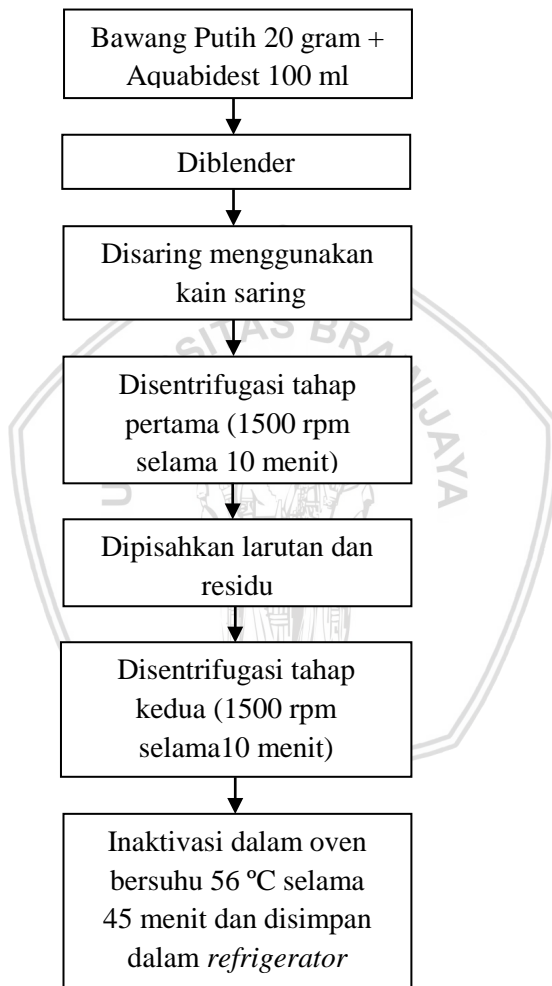 Bawang Putih 20 gram +
Aquabidest 100 ml
Diblender
Disaring menggunakan
kain saring
Disentrifugasi tahap
pertama (1500 rpm
selama 10 menit)
Dipisahkan larutan dan
residu
Disentrifugasi tahap
kedua (1500 rpm
selama10 menit)
Inaktivasi dalam oven
bersuhu 56 ºC selama
45 menit dan disimpan
dalam refrigerator